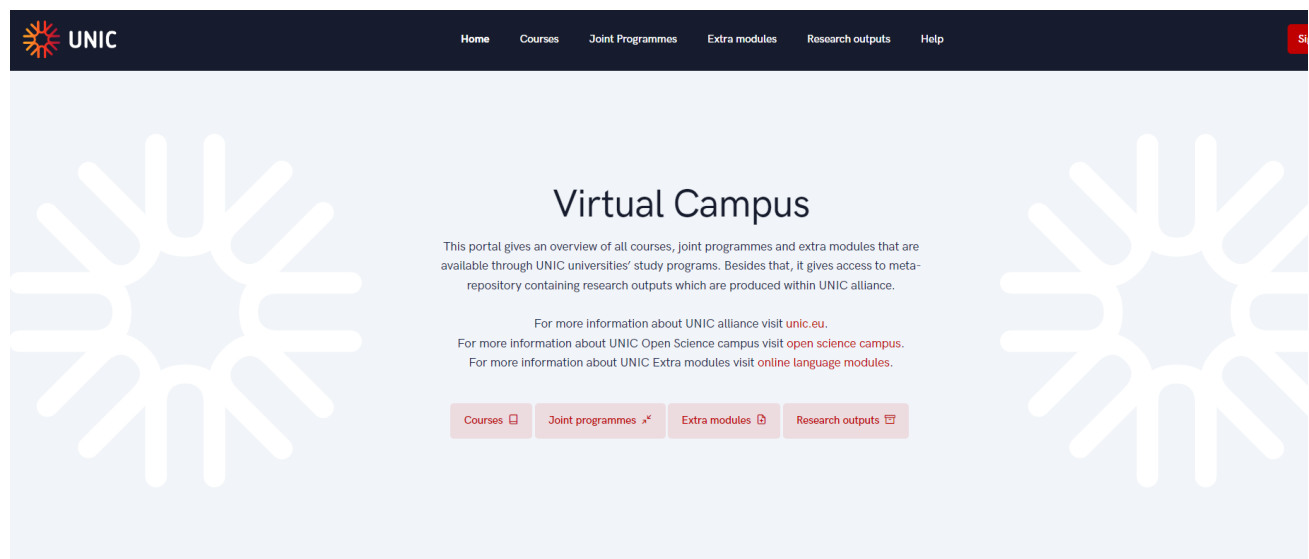 UNIC
Home Courses Joint Programmes Extra modules Research outputs Help
Virtual Campus
This portal gives an overview of all courses, joint programmes and extra modules that are
available through UNIC universities' study programs. Besides that, it gives access to meta-
repository containing research outputs which are produced within UNIC alliance.
For more information about UNIC alliance visit unic.eu.
For more information about UNIC Open Science campus visit open science campus.
For more information about UNIC Extra modules visit online language modules.
Courses Joint programmes Extra modules Research outputs